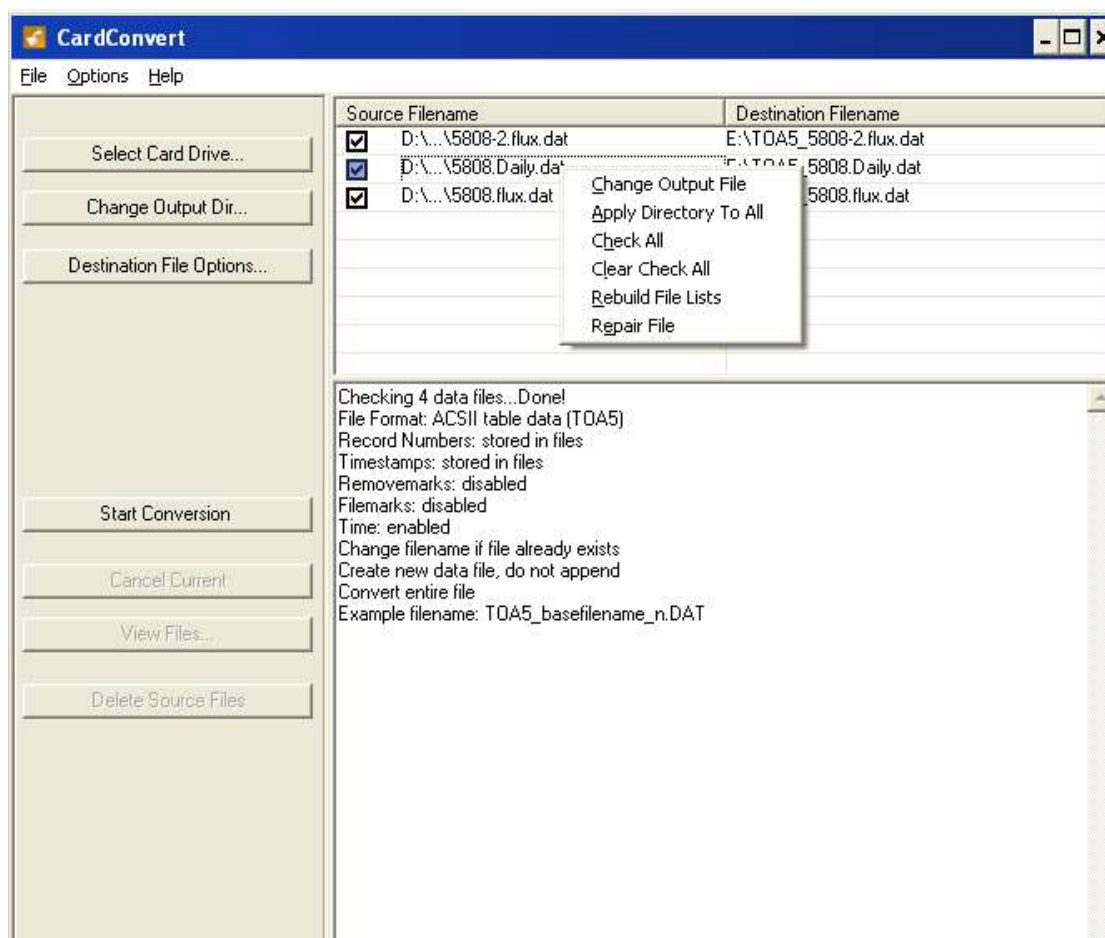 CardConvert
File Options Help
Select Card Drive...
Change Output Dir...
Destination File Options...
Start Conversion
Cancel Current
View Files...
Delete Source Files
Source Filename Destination Filename
D:\...\5808-2.flux.dat E:\TOA5_5808-2.flux.dat
D:\...\5808.Daily.dat E:\TOA5_5808.Daily.dat
D:\...\5808.flux.dat 5808.flux.dat
Change Output File
Apply Directory To All
Check All
Clear Check All
Rebuild File Lists
Repair File
Checking 4 data files...Done!
File Format: ACSII table data (TOA5)
Record Numbers: stored in files
Timestamps: stored in files
Removemarks: disabled
Filemarks: disabled
Time: enabled
Change filename if file already exists
Create new data file, do not append
Convert entire file
Example filename: TOA5_basefilename_n.DAT